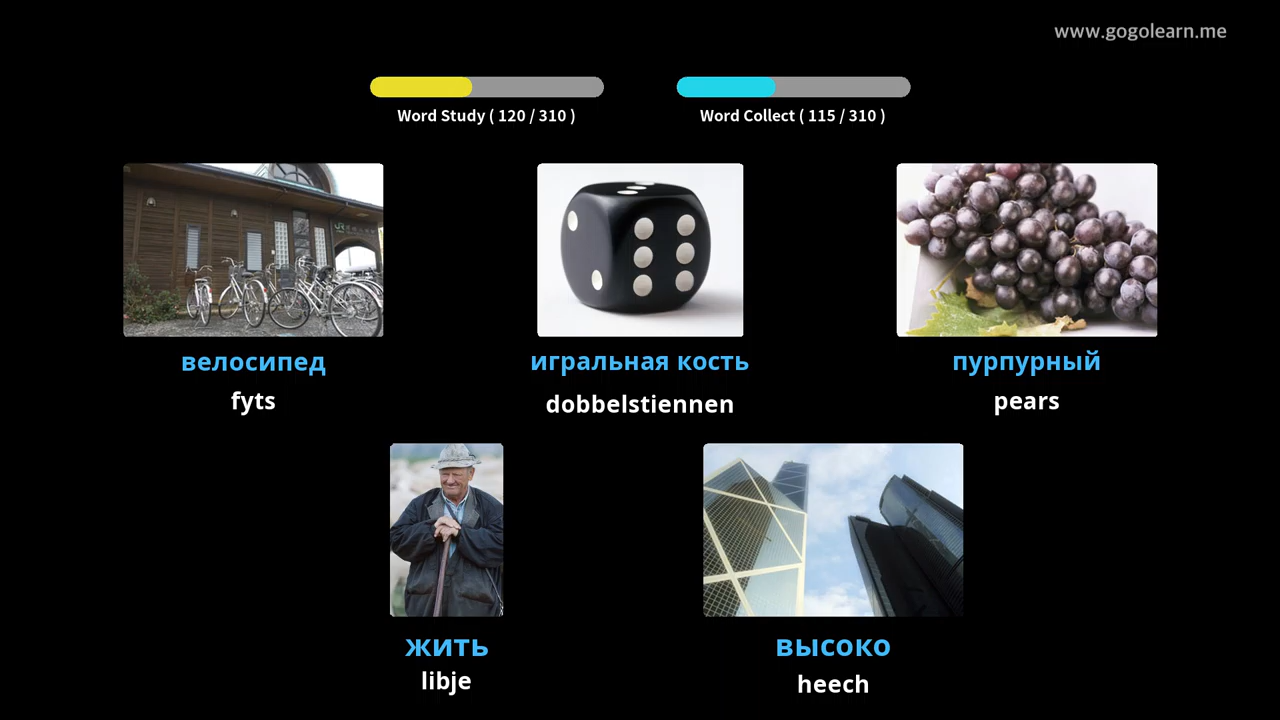 www.gogolearn.me
Word Study ( 120 / 310 )
Word Collect ( 115 / 310 )
JR
велосипед
игральная кость
пурпурный
fyts
dobbelstiennen
pears
жить
высоко
libje
heech